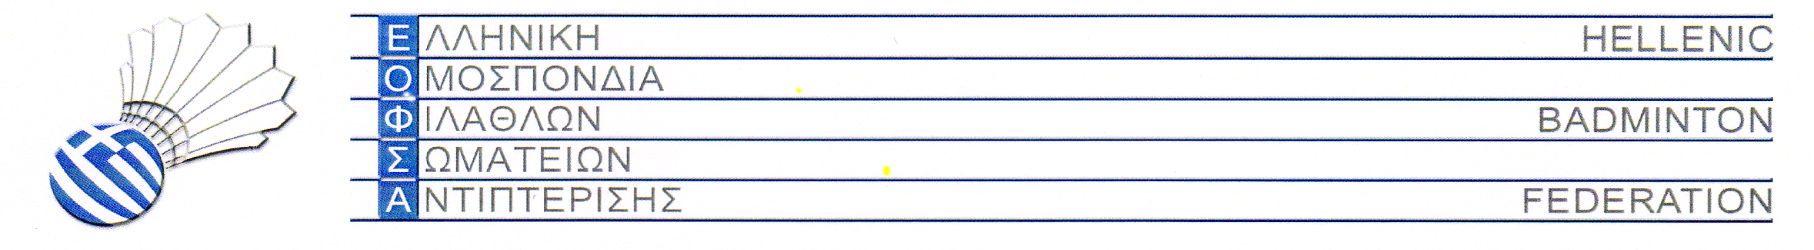 ΕΛΛΗΝΙΚΗ HELLENIC
ΟΜΟΣΠΟΝΔΙΑ
ΦΙΛΑΘΛΩΝ BADMINTON
ΣΩΜΑΤΕΙΩΝ
ΑΝΤΙΠΤΕΡΙΣΗΣ FEDERATION